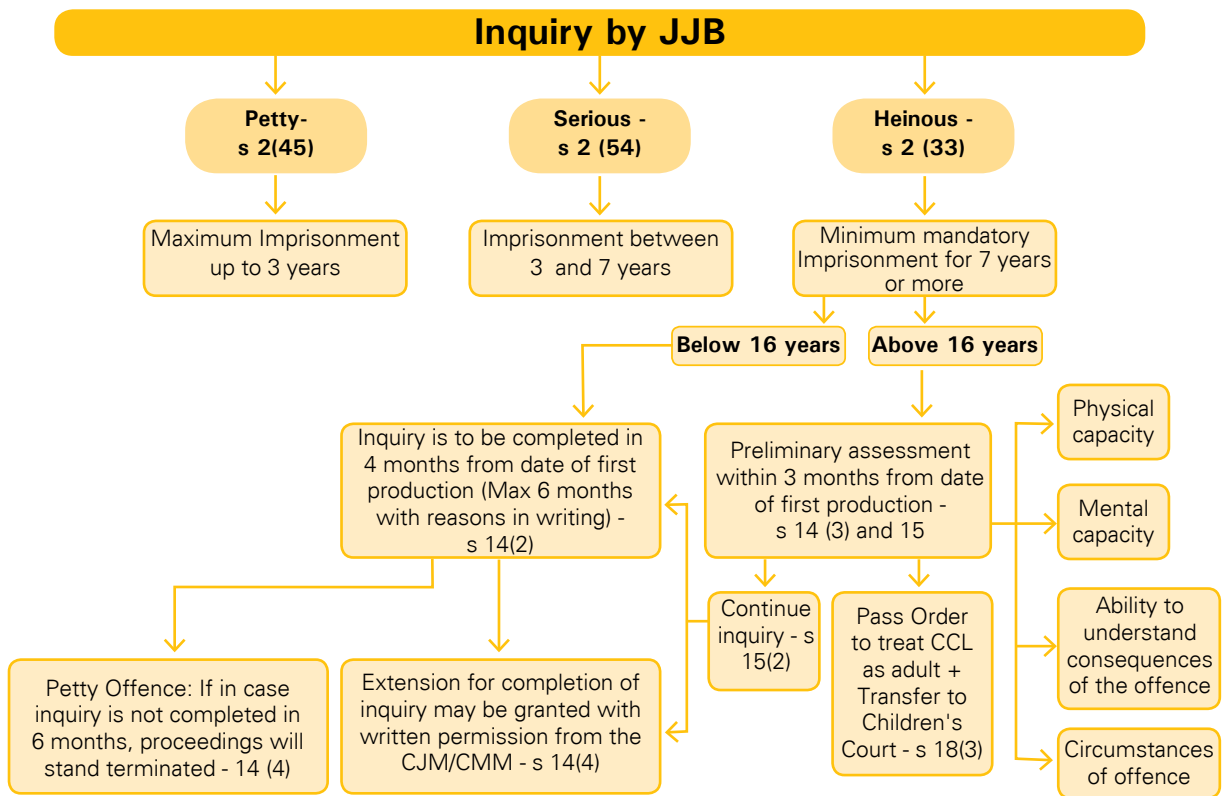 Inquiry by JJB
Petty-
s 2(45)
Serious -
s 2 (54)
Heinous -
s 2 (33)
Maximum Imprisonment
up to 3 years
Imprisonment between
3 and 7 years
Minimum mandatory
Imprisonment for 7 years
or more
Below 16 years
Above 16 years
Inquiry is to be completed in
4 months from date of first
production (Max 6 months
with reasons in writing) -
s 14(2)
Preliminary assessment
within 3 months from date
of first production -
s 14 (3) and 15
Physical
capacity
Mental
capacity
Ability to
understand
consequences
of the offence
Circumstances
of offence
Continue
inquiry - s
15(2)
Pass Order
to treat CCL
as adult +
Transfer to
Children's
Court - s 18(3)
Petty Offence: If in case
inquiry is not completed in
6 months, proceedings will
stand terminated - 14 (4)
Extension for completion of
inquiry may be granted with
written permission from the
CJM/CMM - s 14(4)